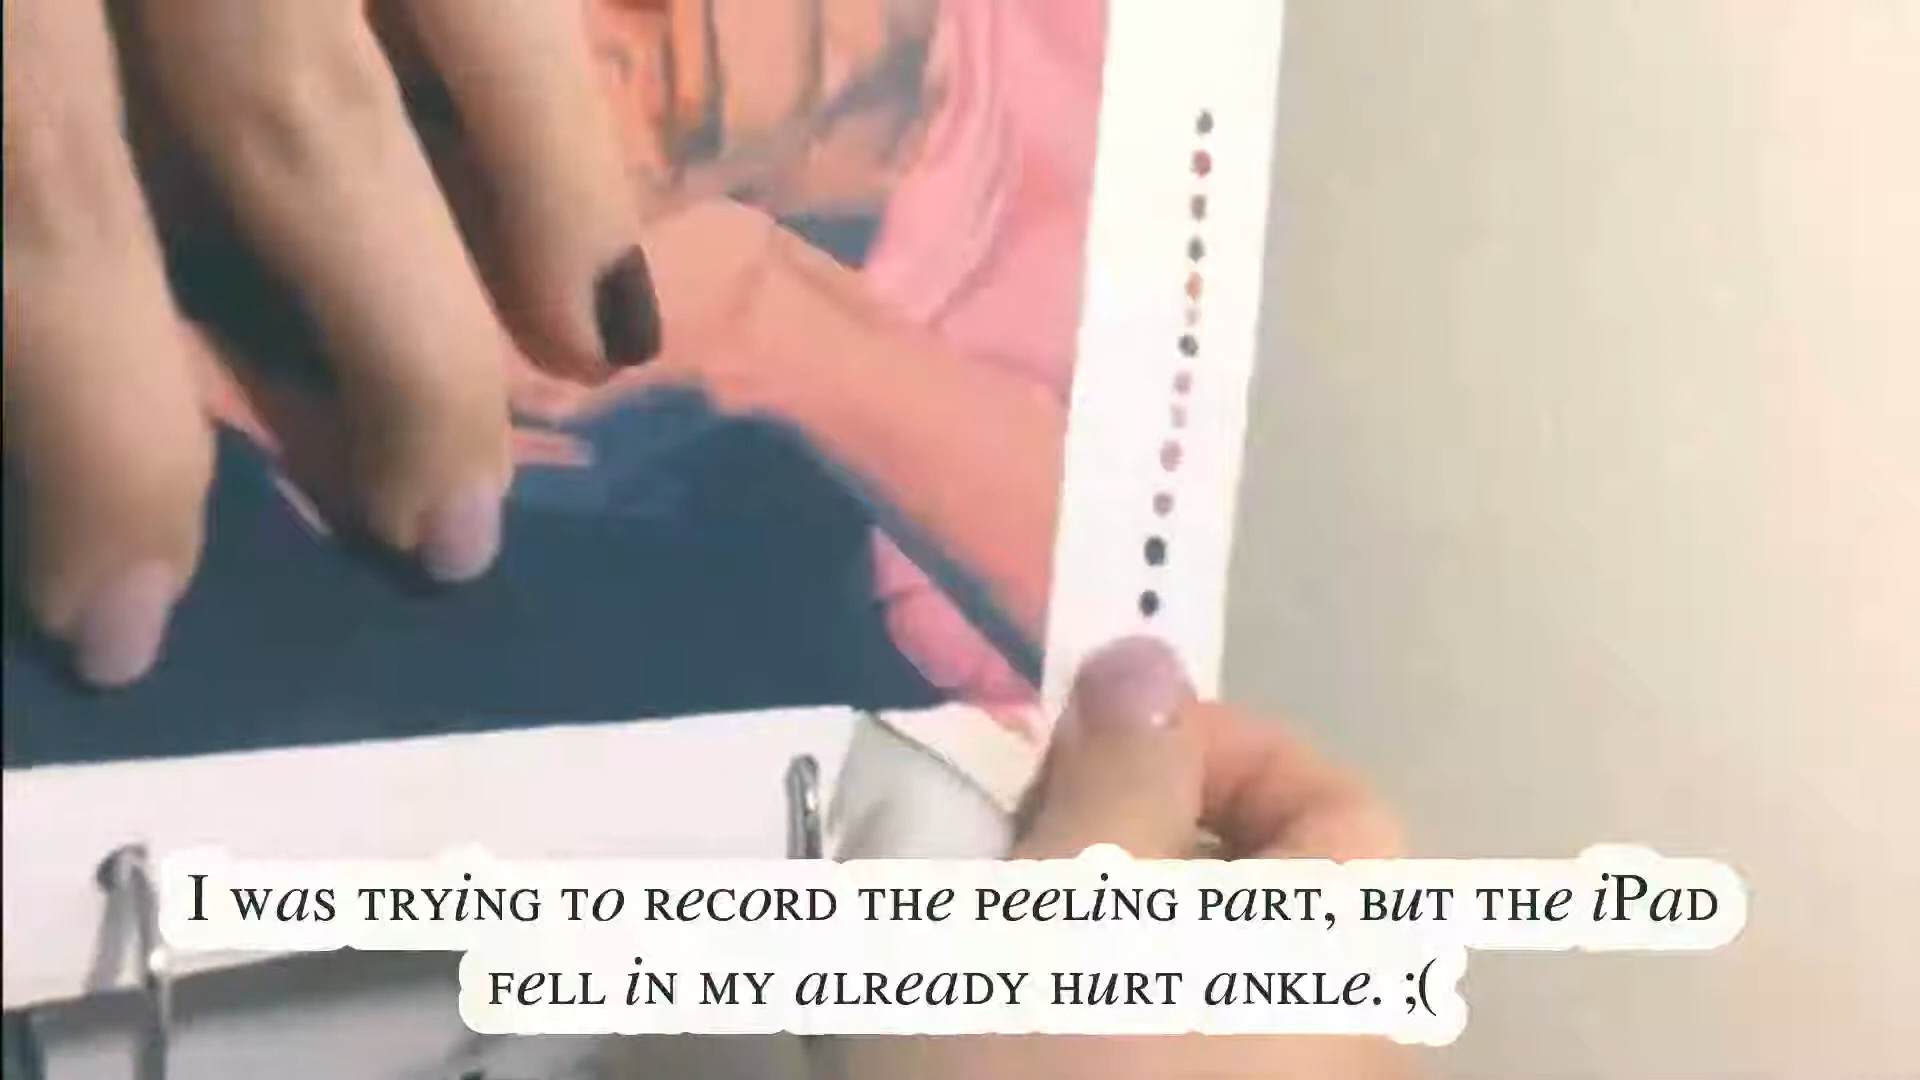 I was trying to record the peeling part, but the iPad
fell in my already hurt ankle. ;(